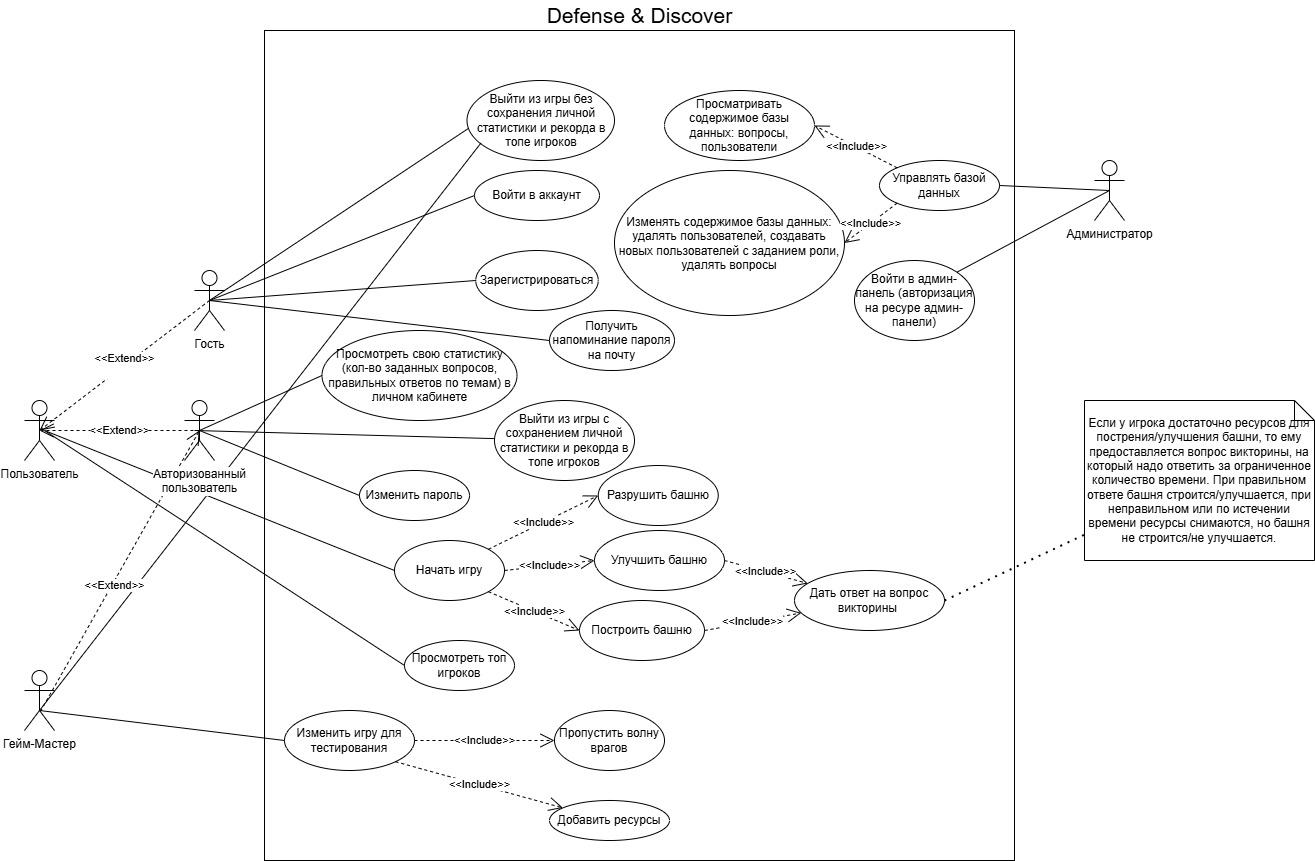 Defense & Discover
Выйти из игры без
сохранения личной
статистики и рекорда в
топе игроков
Просматривать
содержимое базы
данных: вопросы,
пользователи
<<Include>>
Управлять базой
данных
Войти в аккаунт
Изменять содержимое базы данных:
удалять пользователей, создавать
новых пользователей с заданием роли,
удалять вопросы
<<Include>>
Администратор
Зарегистрироваться
Войти в админ-
панель (авторизация
на ресуре админ-
панели)
Гость
Получить
напоминание пароля
на почту
<<Extend>>
Просмотреть свою статистику
(кол-во заданных вопросов,
правильных ответов по темам) в
личном кабинете
<<Extend>>
Пользователь
Авторизованный
пользователь
Выйти из игры с
сохранением личной
статистики и рекорда в
топе игроков
Если у игрока достаточно ресурсов для
пострения/улучшения башни, то ему
предоставляется вопрос викторины, на
который надо ответить за ограниченное
количество времени. При правильном
ответе башня строится/улучшается, при
неправильном или по истечении
времени ресурсы снимаются, но башня
не строится/не улучшается.
Изменить пароль
Разрушить башню
<<Include>>
Начать игру
<<Include>>
Улучшить башню
<<Include>>
<<Extend>>
Дать ответ на вопрос
викторины
<<Include>>
Построить башню
<<Include>>
Просмотреть топ
игроков
Гейм-Мастер
Изменить игру для
тестирования
<<Include>>
Пропустить волну
врагов
<<Include>>
Добавить ресурсы